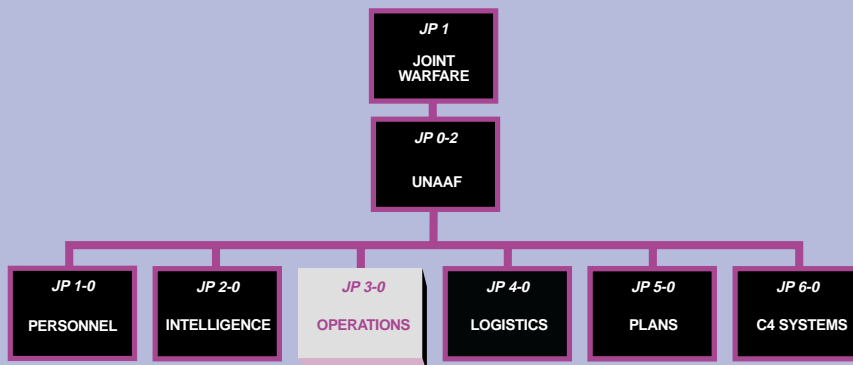 JP 1
JOINT
WARFARE
JP 0-2
UNAAF
JP 1-0
PERSONNEL
JP 2-0
INTELLIGENCE
JP 3-0
OPERATIONS
JP 4-0
LOGISTICS
JP 5-0
PLANS
JP 6-0
C4 SYSTEMS